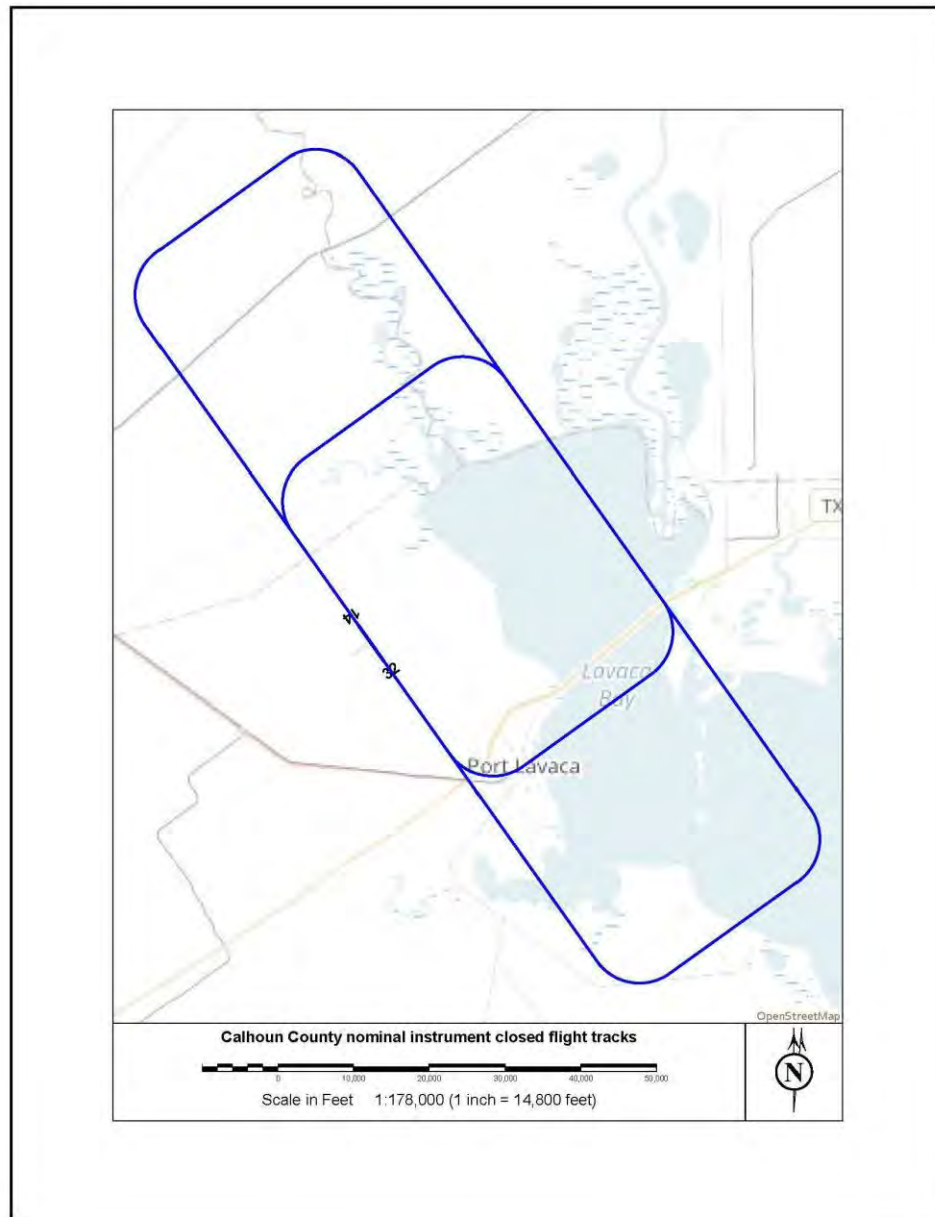 TX
14
32
Lavaca
Bay
Port Lavaca
OpenStreetMap
Calhoun County nominal instrument closed flight tracks
0 10,000 20,000 30,000 40,000 50,000
Scale in Feet 1:178,000 (1 inch = 14,800 feet)
N